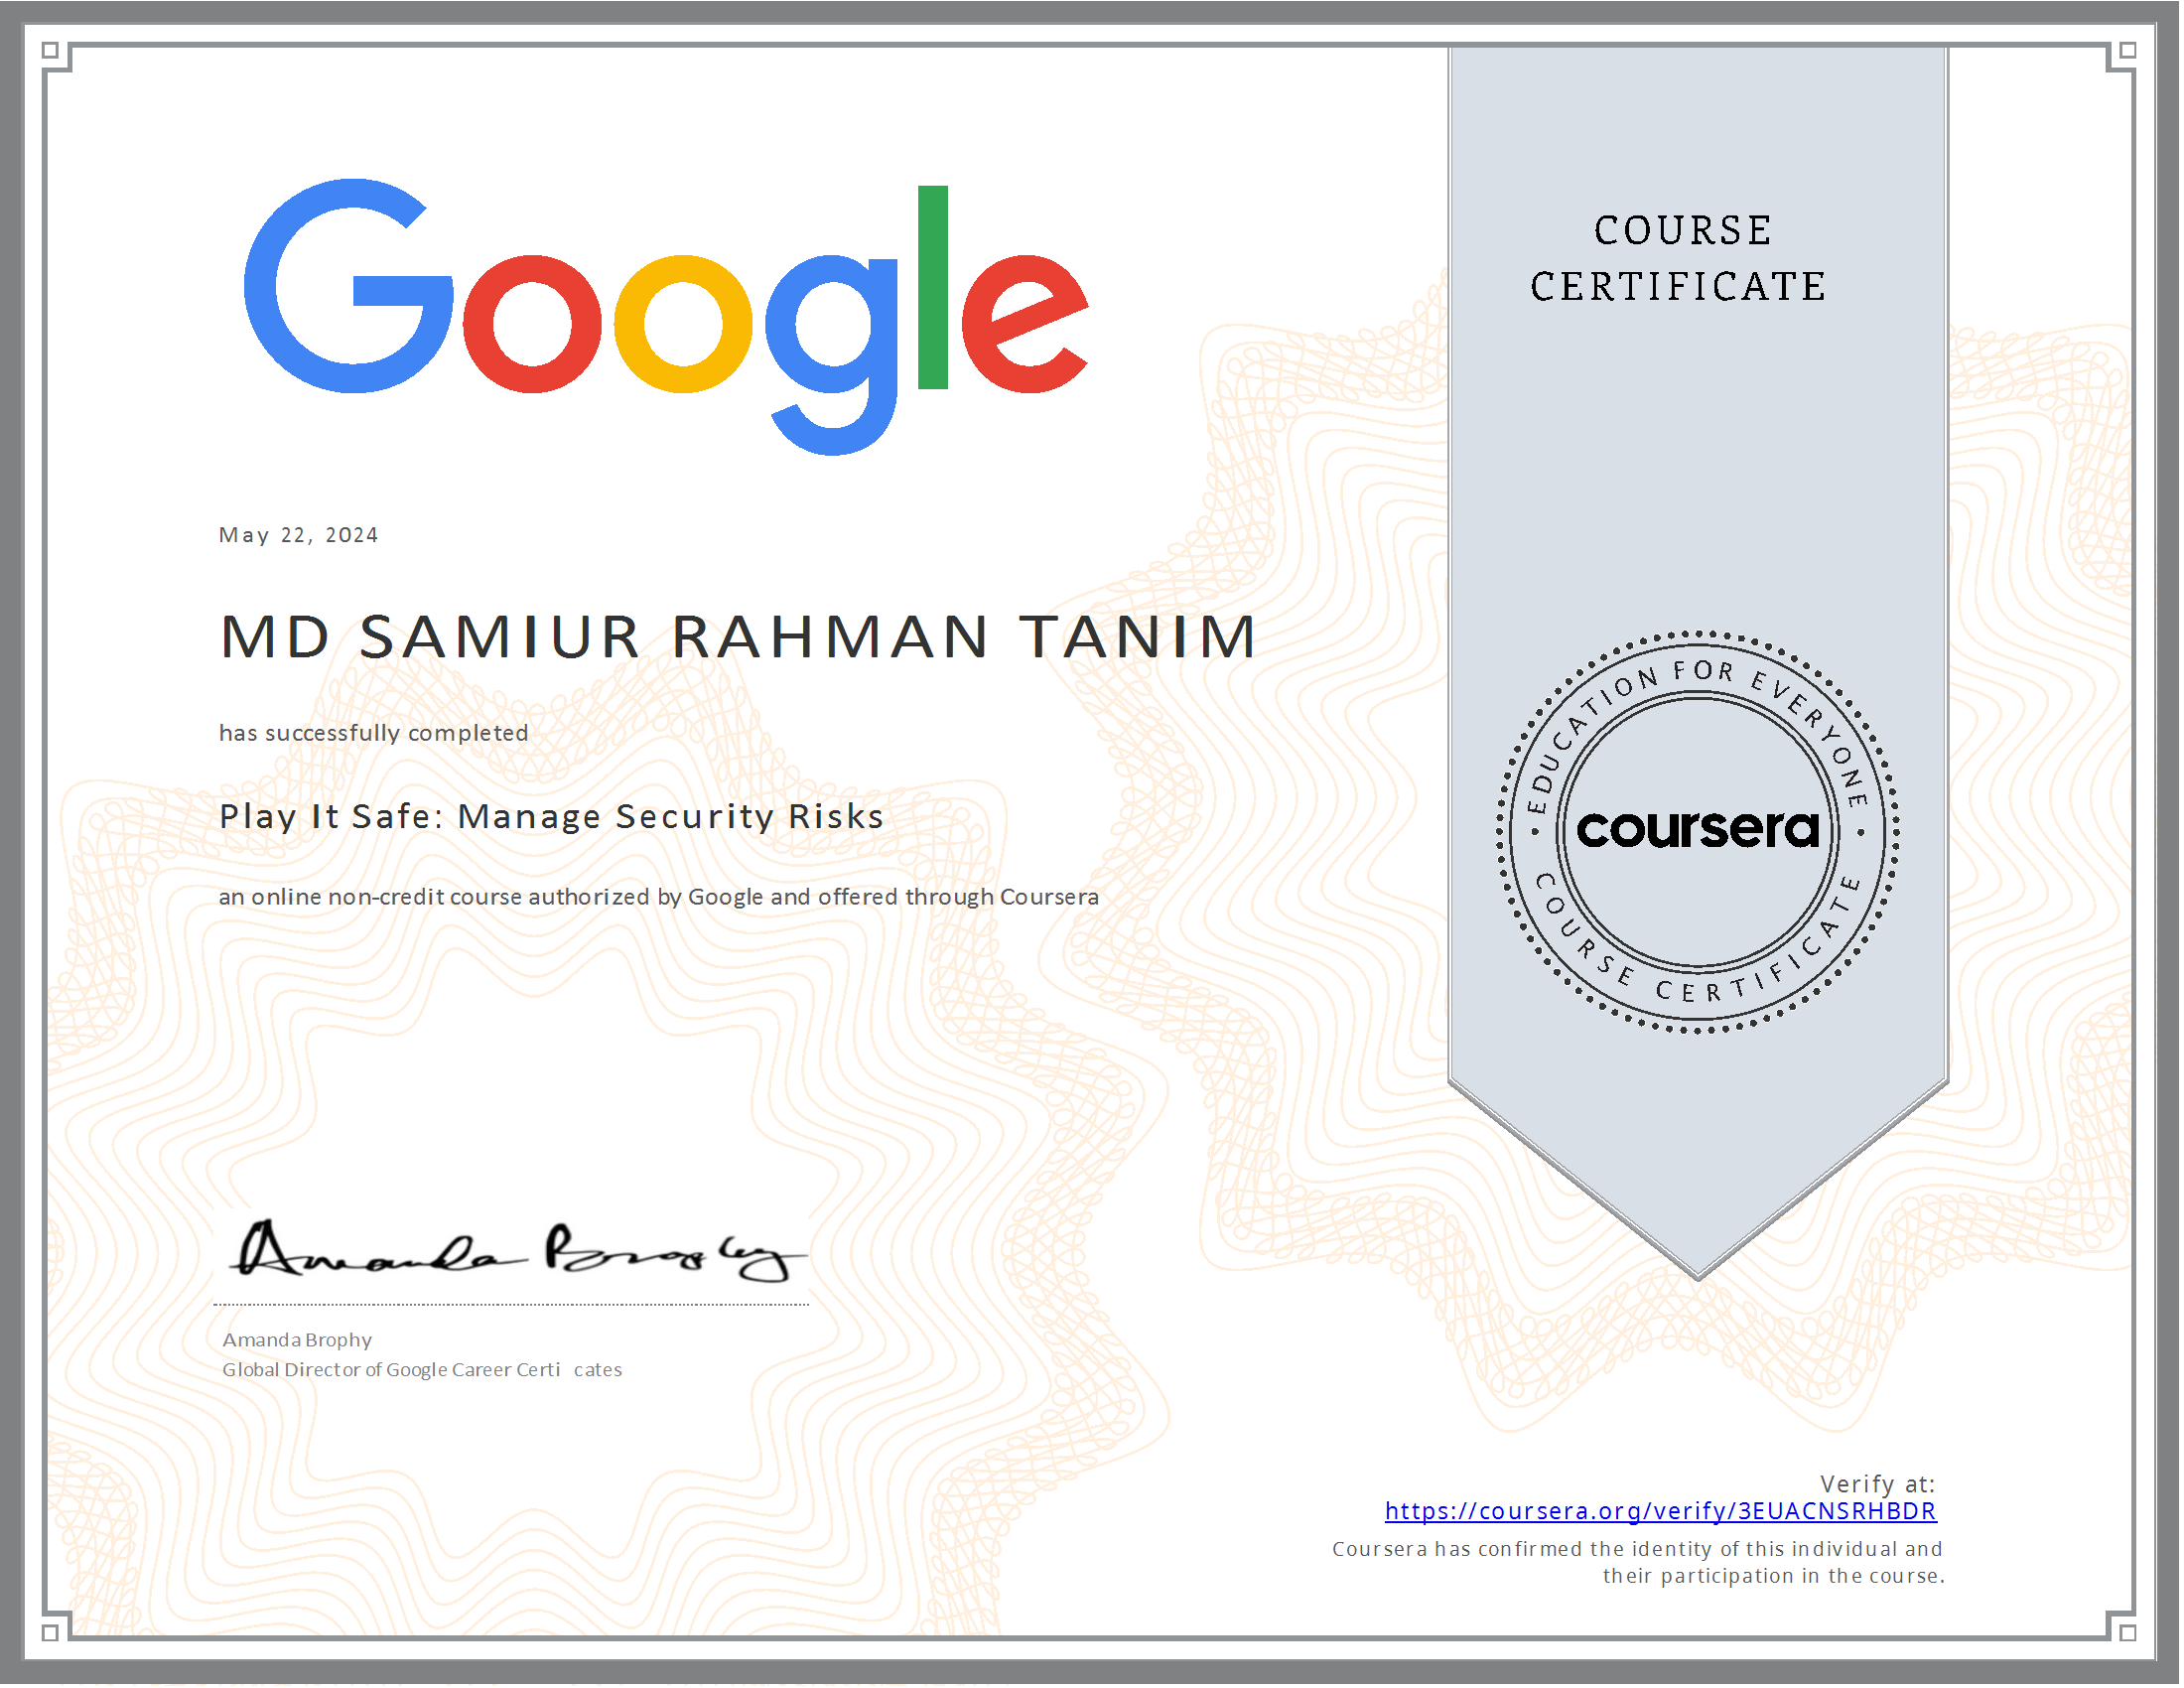 Google
COURSE
CERTIFICATE
May 22, 2024
MD SAMIUR RAHMAN TANIM
has successfully completed
Play It Safe: Manage Security Risks
an online non-credit course authorized by Google and offered through Coursera
EDUCATION FOR EVERYONE
coursera
COURSE CERTIFICATE
Amanda Brophy
Amanda Brophy
Global Director of Google Career Certi cates
Verify at:
https://coursera.org/verify/3EUACNSRHBDR
Coursera has confirmed the identity of this individual and
their participation in the course.